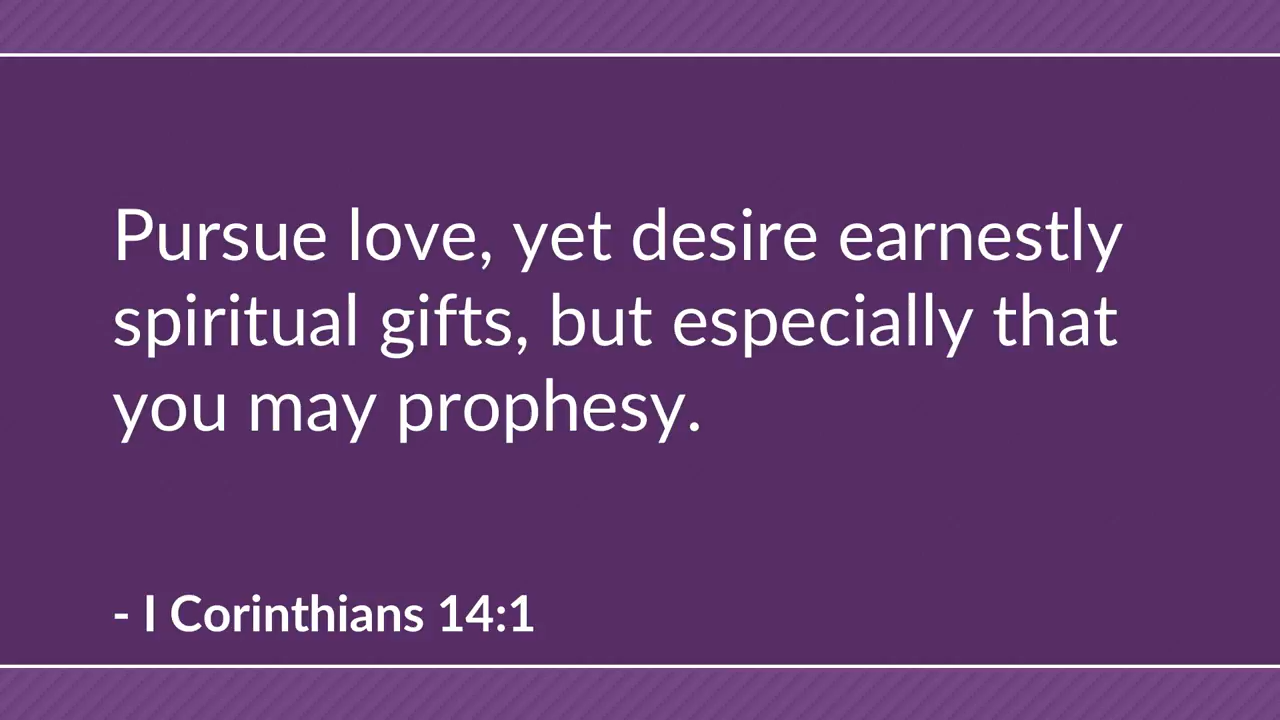 Pursue love, yet desire earnestly
spiritual gifts, but especially that
you may prophesy.
- I Corinthians 14:1